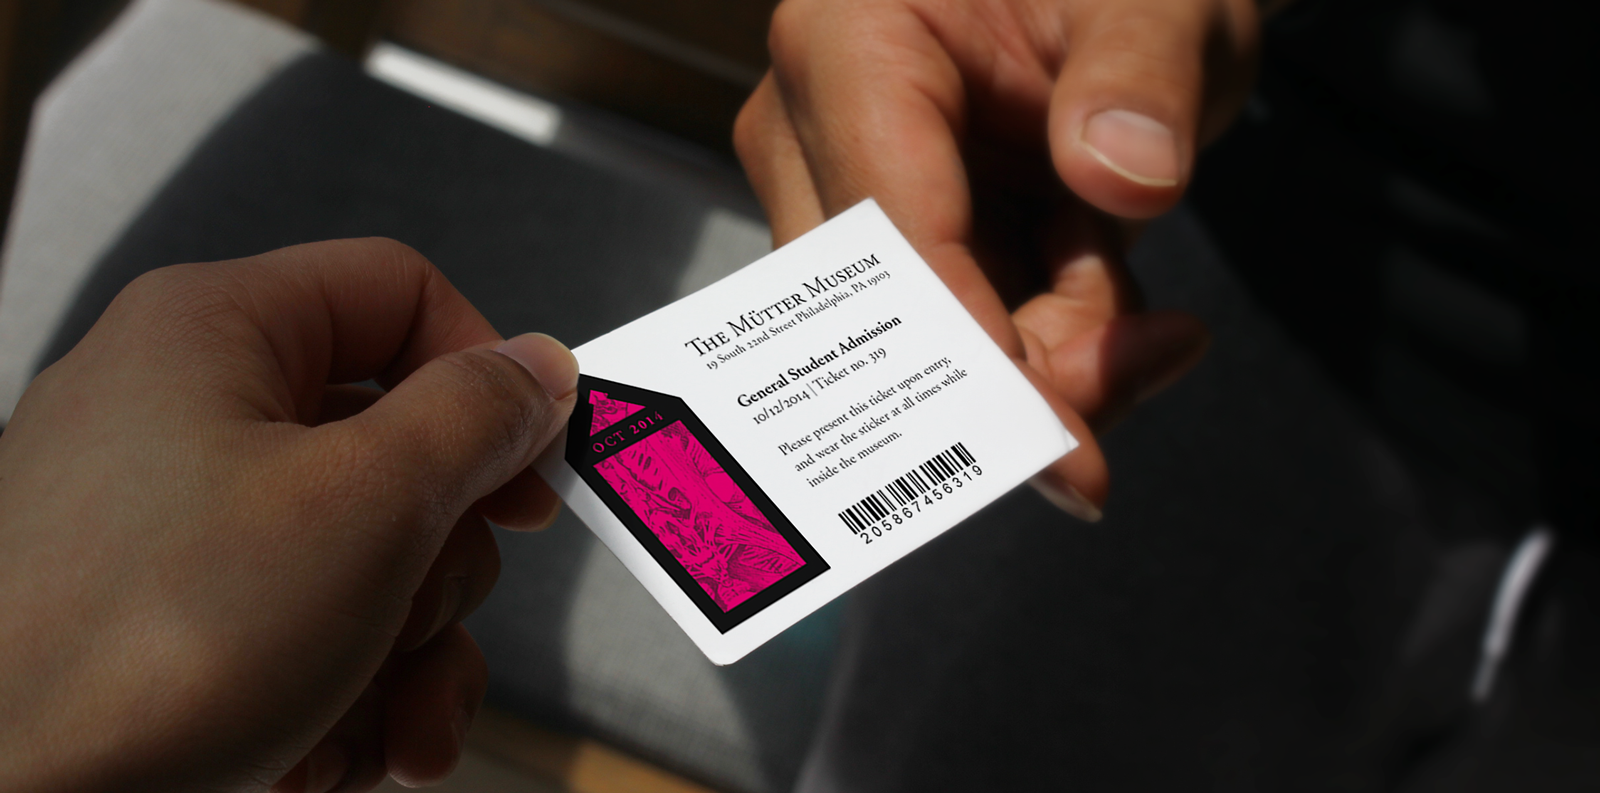 THE MÜTTER MUSEUM
19 South 22nd Street Philadelphia, PA 19103
General Student Admission
10/12/2014 | Ticket no. 319
Please present this ticket upon entry,
and wear the sticker at all times while
inside the museum.
205867456319
OCT 2014